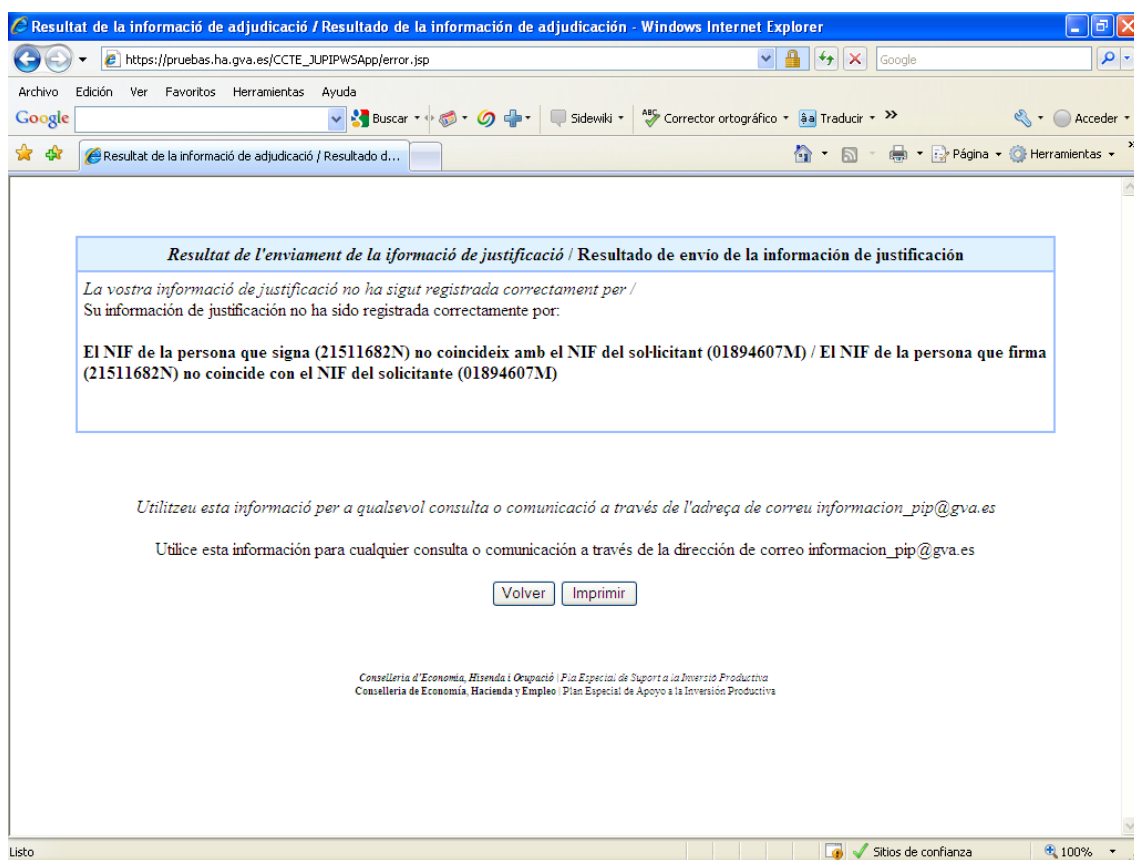 Resultat de la informació de adjudicació / Resultado de la información de adjudicación - Windows Internet Explorer
https://pruebas.ha.gva.es/CCTE_JUPIPWSApp/error.jsp
Google
Archivo Edición Ver Favoritos Herramientas Ayuda
Google Buscar Sidewiki ABC Corrector ortográfico Traducir Acceder
Resultat de la informació de adjudicació / Resultado d... Página Herramientas
Resultat de l'enviament de la iformació de justificació / Resultado de envío de la información de justificación
La vostra informació de justificació no ha sigut registrada correctament per /
Su información de justificación no ha sido registrada correctamente por:
El NIF de la persona que signa (21511682N) no coincideix amb el NIF del sol·licitant (01894607M) / El NIF de la persona que firma
(21511682N) no coincide con el NIF del solicitante (01894607M)
Utilitzeu esta informació per a qualsevol consulta o comunicació a través de l'adreça de correu informacion_pip@gva.es
Utilice esta información para cualquier consulta o comunicación a través de la dirección de correo informacion_pip@gva.es
Volver Imprimir
Conselleria d'Economia, Hisenda i Ocupació | Pla Especial de Suport a la Inversió Productiva
Conselleria de Economía, Hacienda y Empleo | Plan Especial de Apoyo a la Inversión Productiva
Listo Sitios de confianza 100%